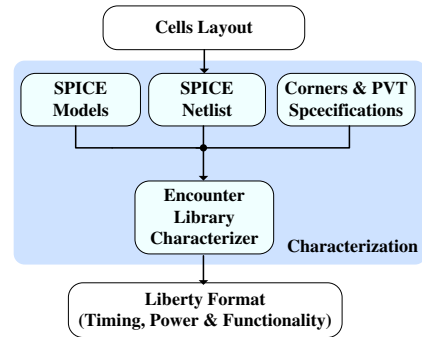 Cells Layout
SPICE
Models
SPICE
Netlist
Corners & PVT
Spcecifications
Encounter
Library
Characterizer
Characterization
Liberty Format
(Timing, Power & Functionality)